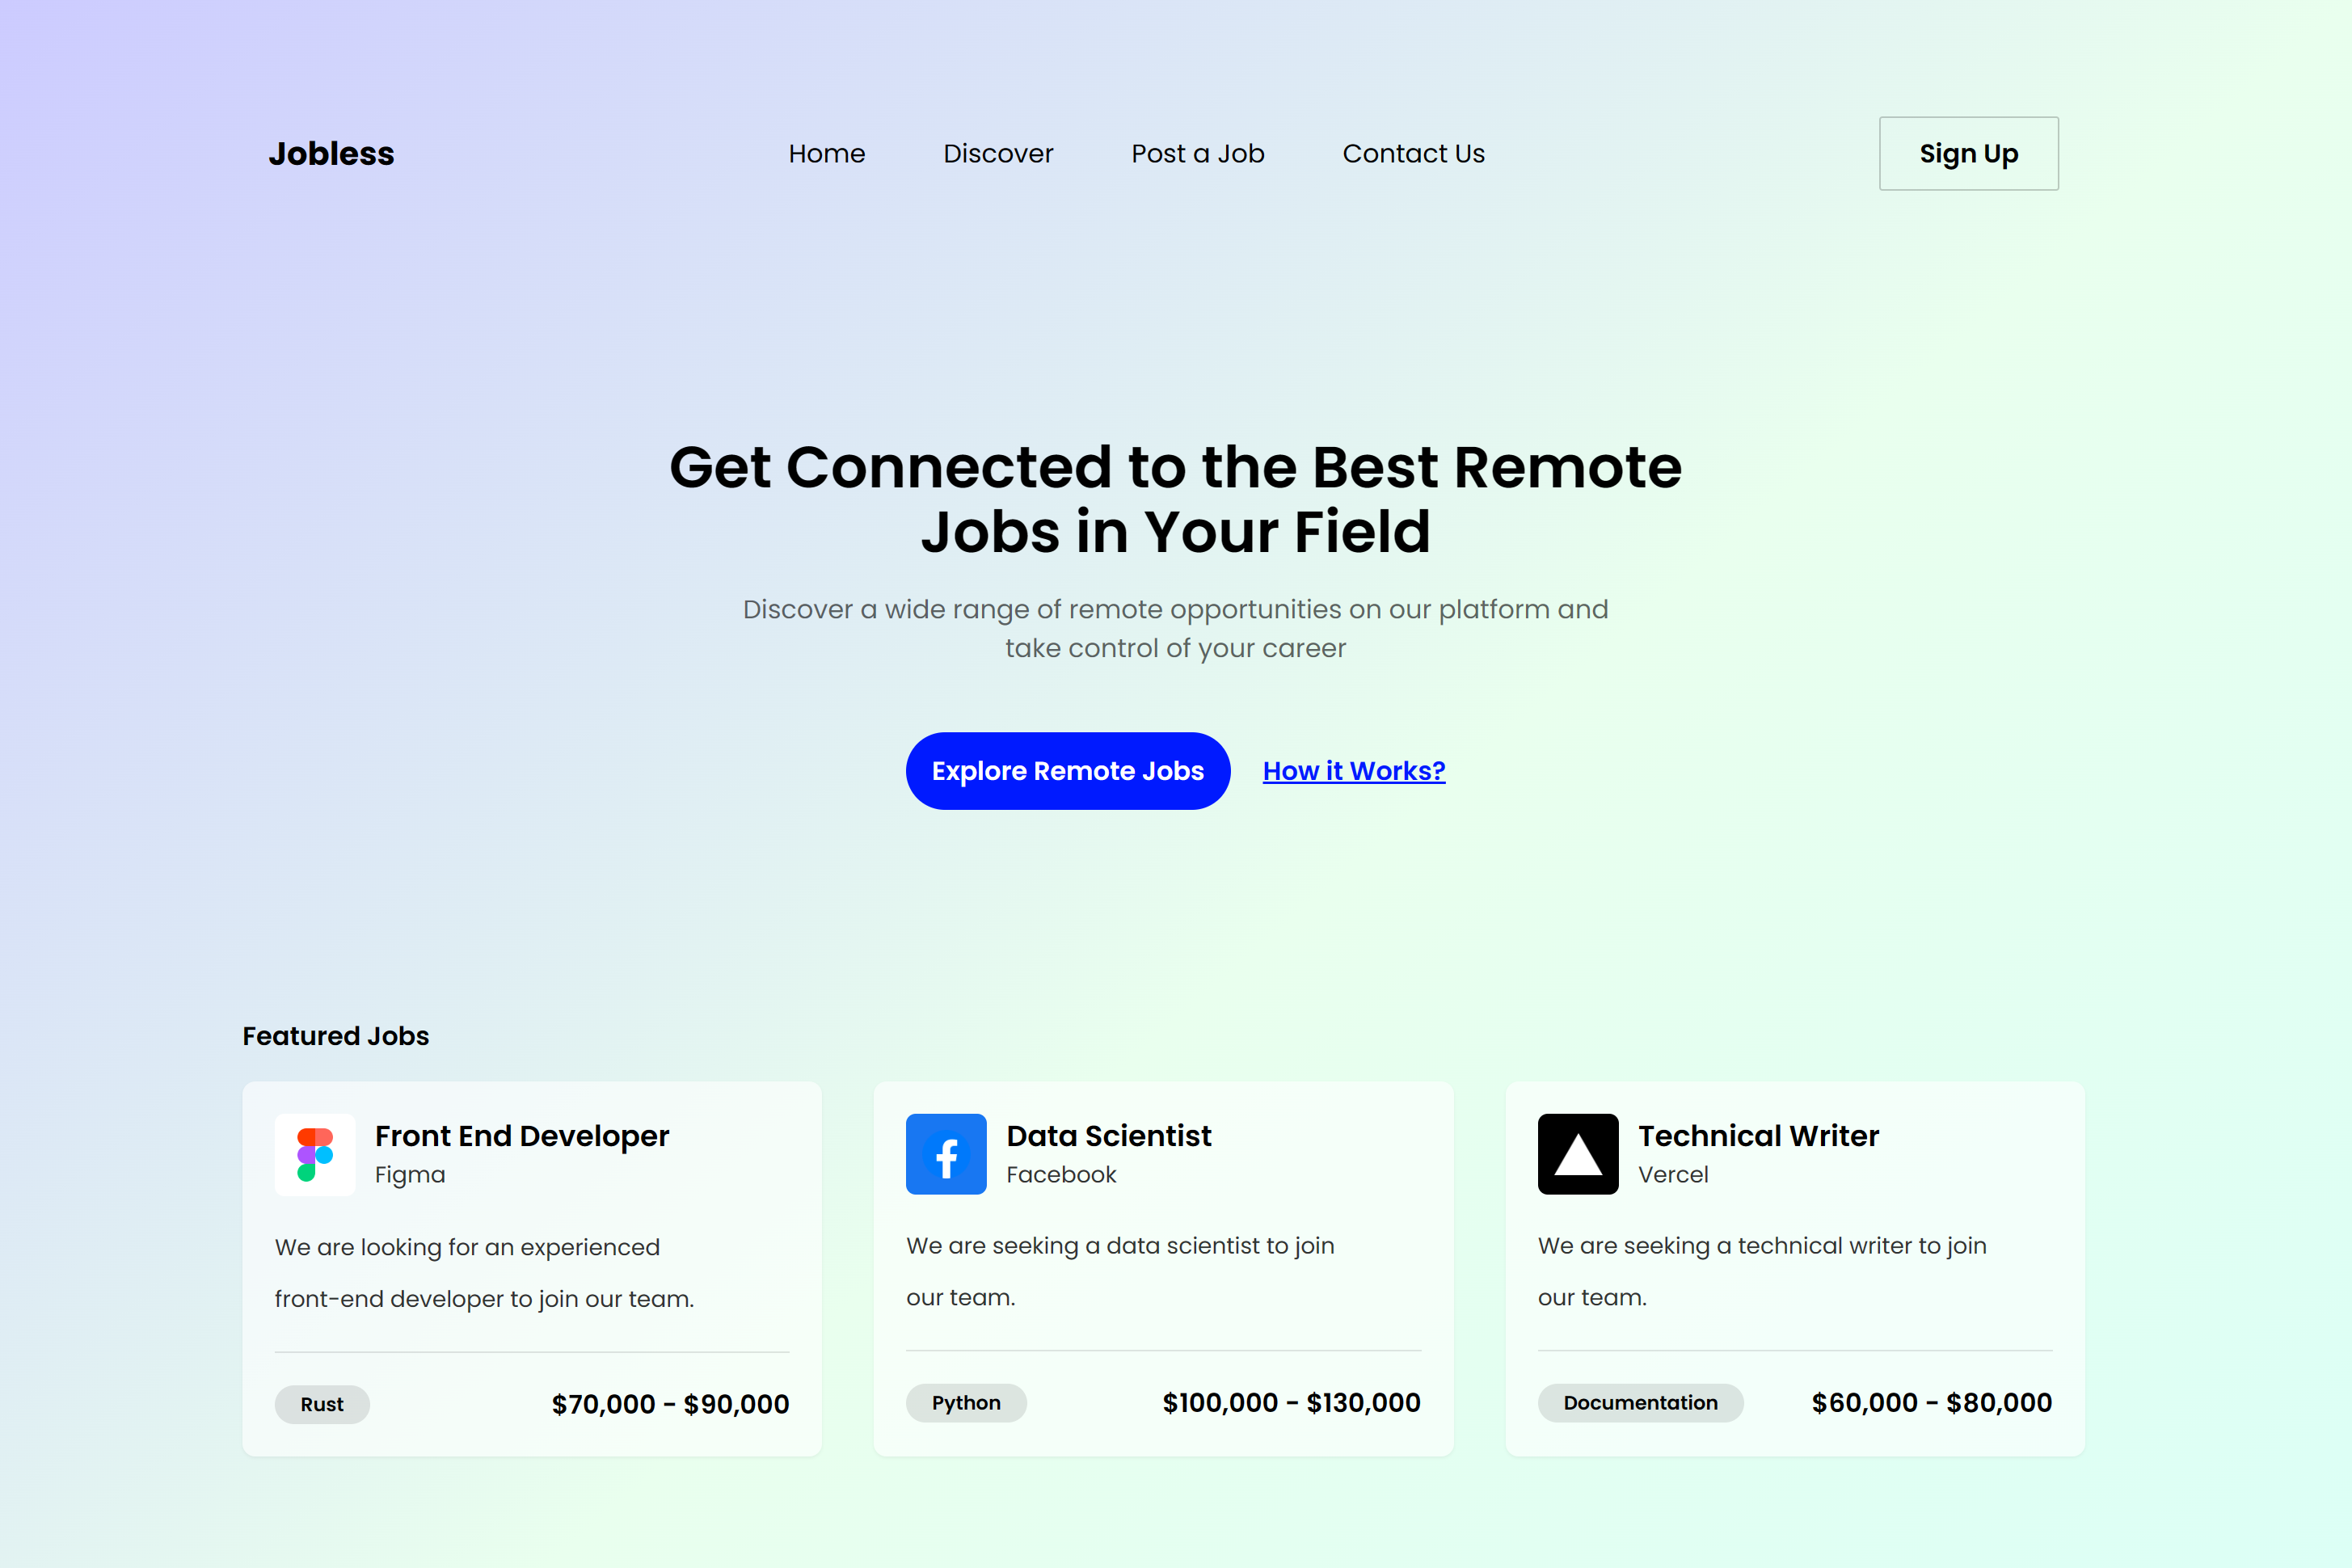 Jobless
Home
Discover
Post a Job
Contact Us
Sign Up
Get Connected to the Best Remote
Jobs in Your Field
Discover a wide range of remote opportunities on our platform and
take control of your career
Explore Remote Jobs
How it Works?
Featured Jobs
Front End Developer
Figma
We are looking for an experienced
front-end developer to join our team.
Rust
$70,000 - $90,000
Data Scientist
Facebook
We are seeking a data scientist to join
our team.
Python
$100,000 - $130,000
Technical Writer
Vercel
We are seeking a technical writer to join
our team.
Documentation
$60,000 - $80,000